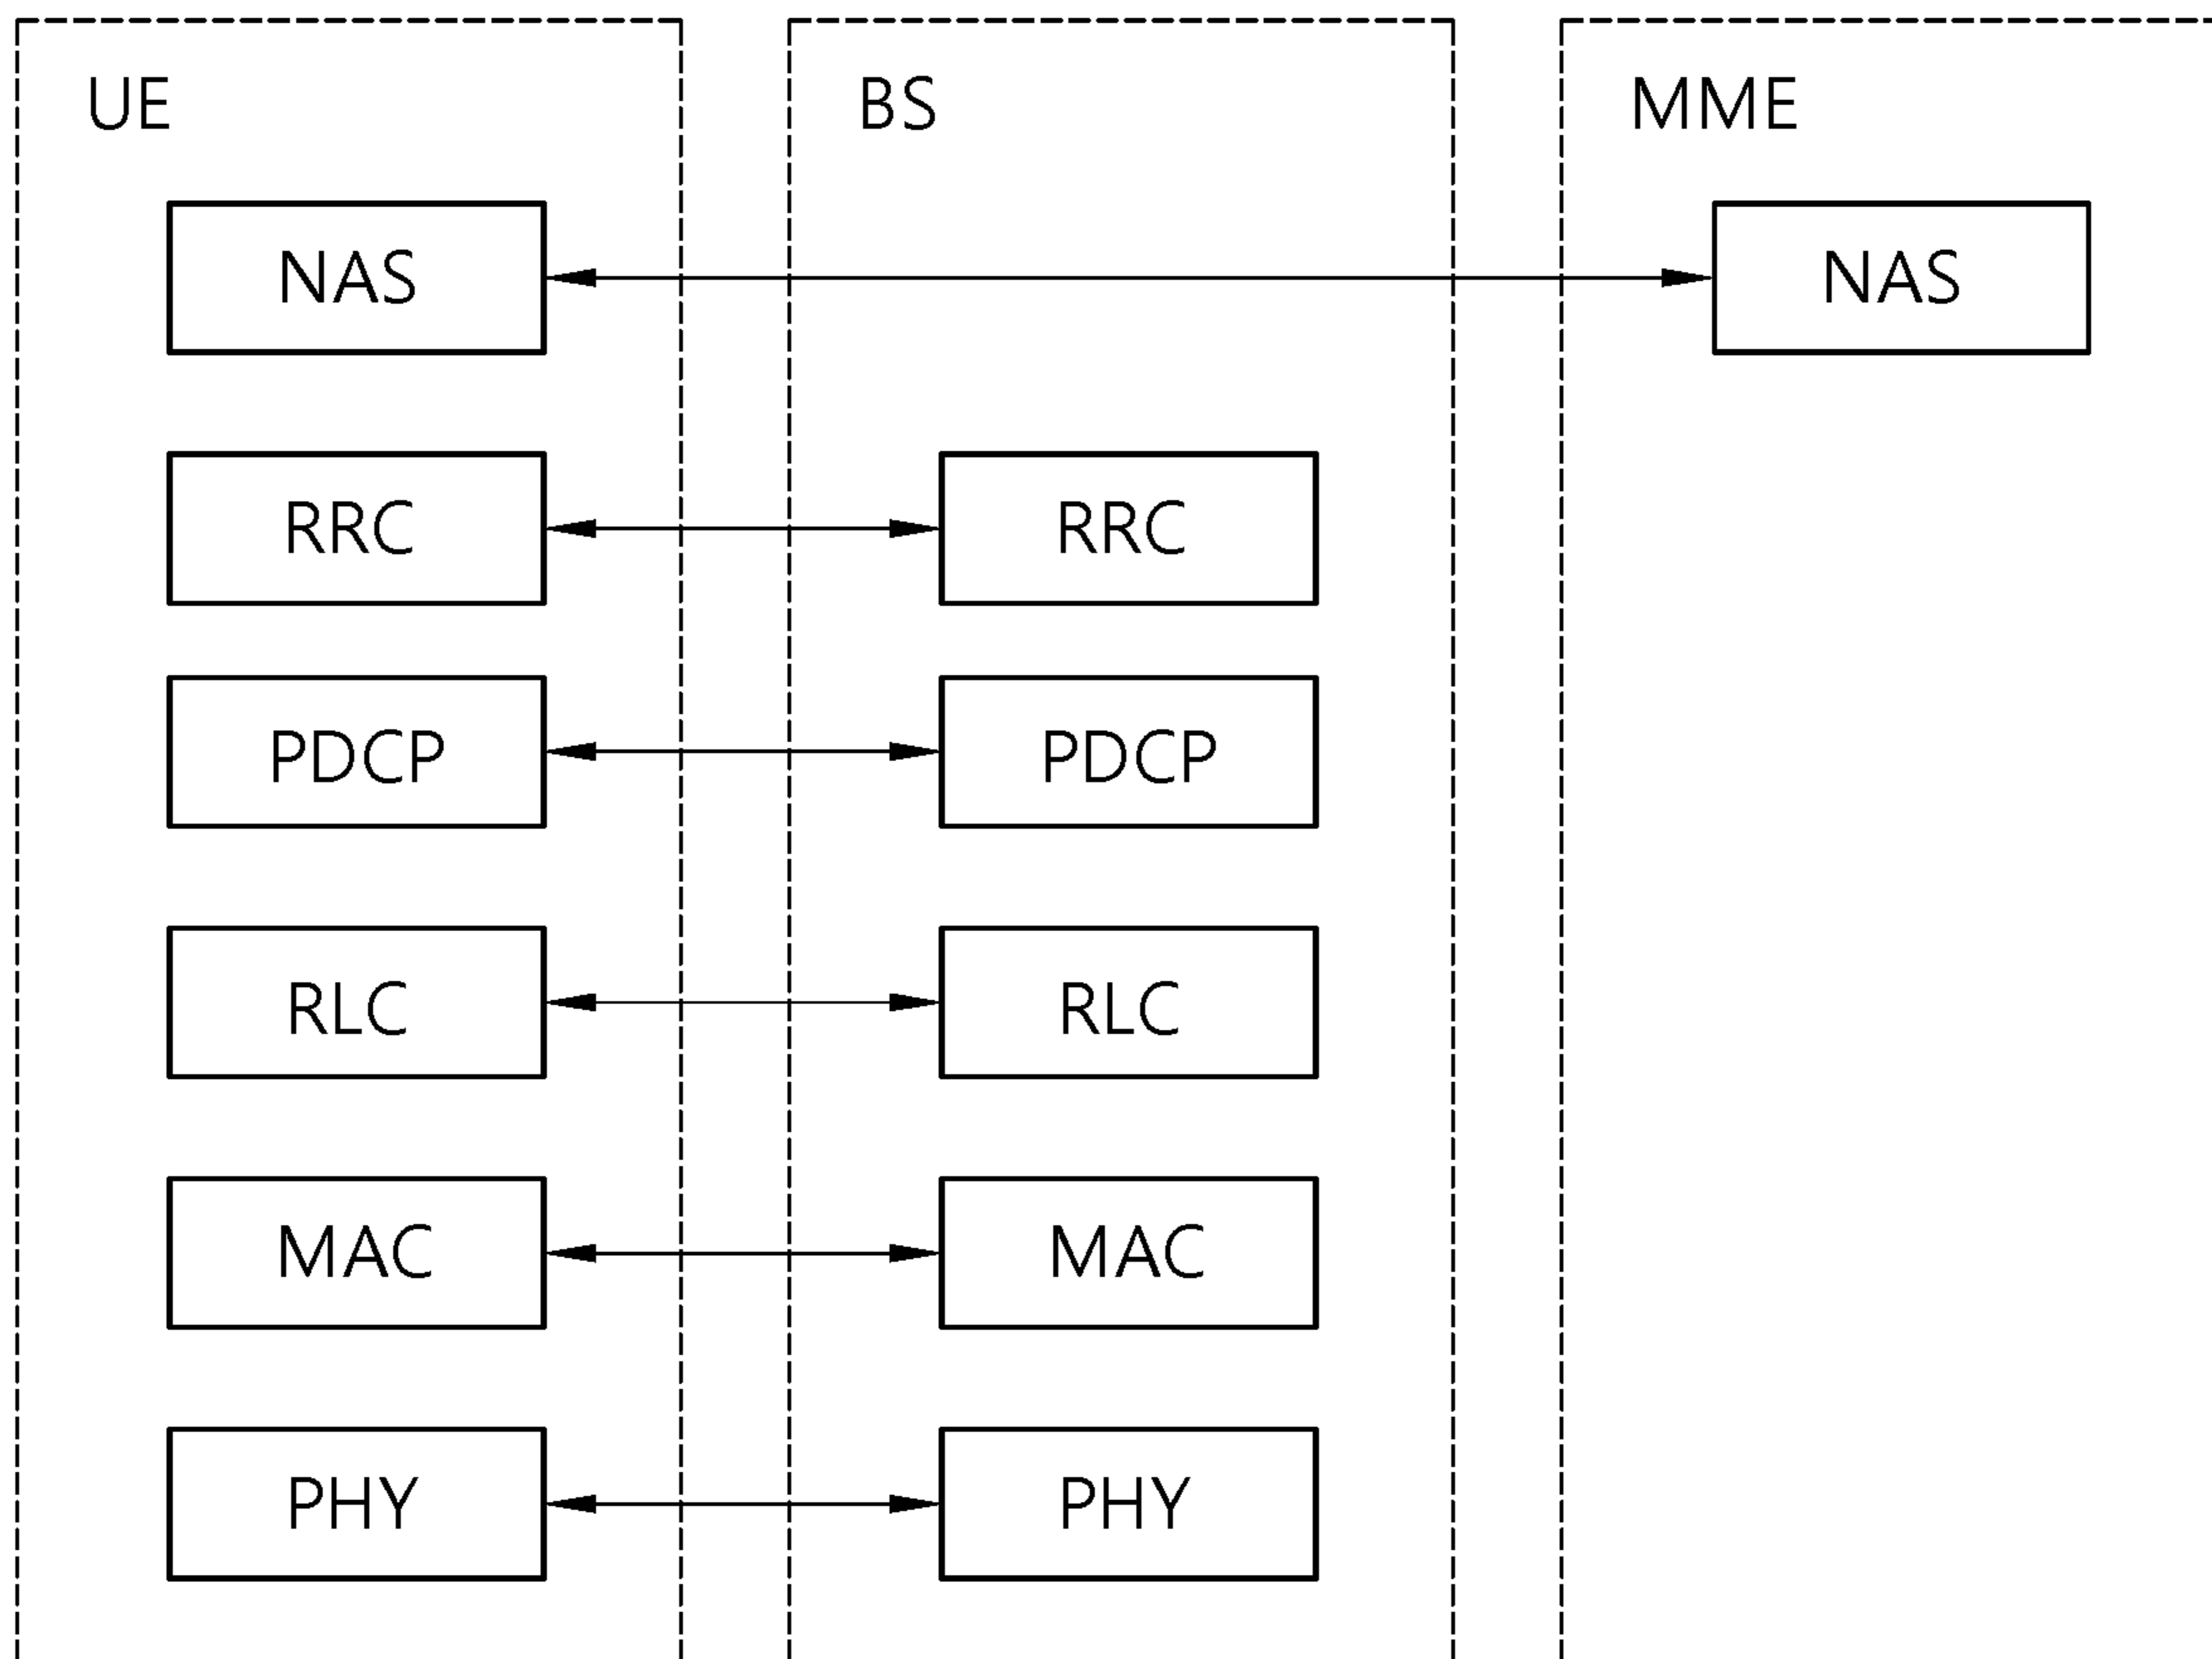 UE BS MME
NAS NAS
RRC RRC
PDCP PDCP
RLC RLC
MAC MAC
PHY PHY